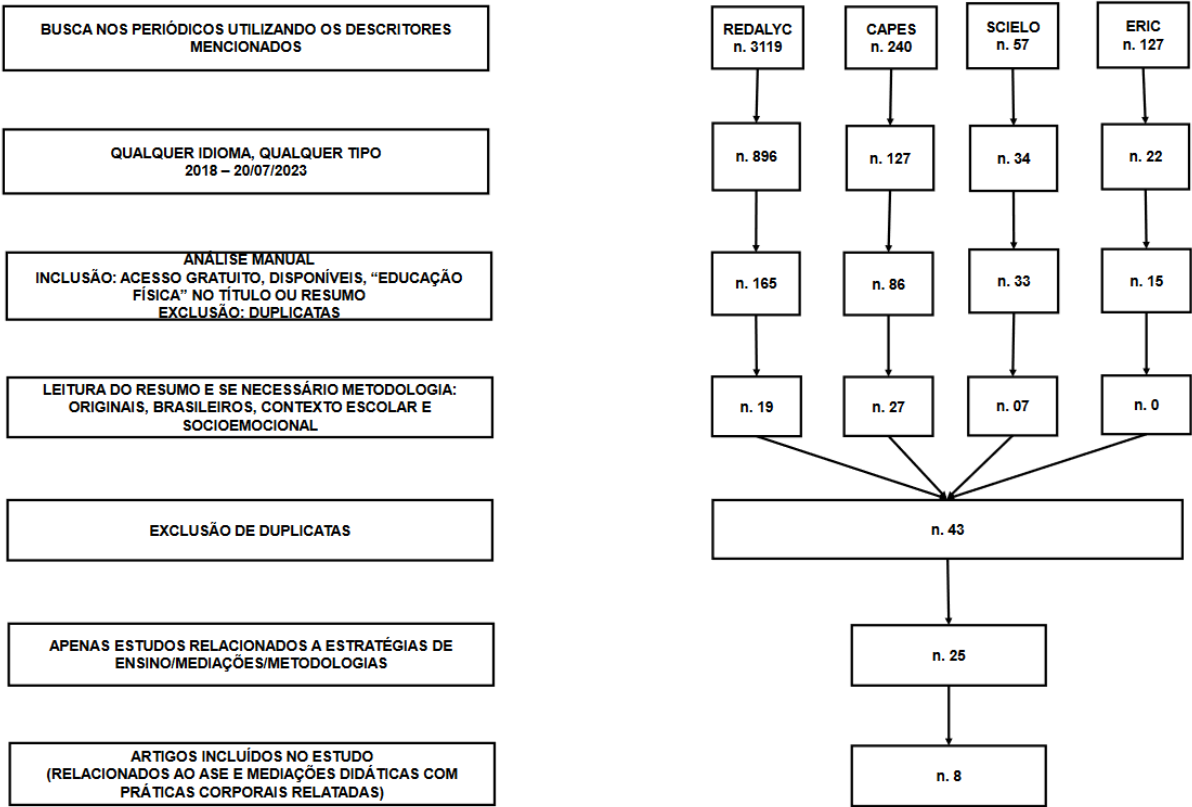 BUSCA NOS PERIÓDICOS UTILIZANDO OS DESCRITORES
MENCIONADOS
REDALYC
n. 3119
CAPES
n. 240
SCIELO
n. 57
ERIC
n. 127
QUALQUER IDIOMA, QUALQUER TIPO
2018 – 20/07/2023
n. 896
n. 127
n. 34
n. 22
ANÁLISE MANUAL
INCLUSÃO: ACESSO GRATUITO, DISPONÍVEIS, “EDUCAÇÃO
FÍSICA” NO TÍTULO OU RESUMO
EXCLUSÃO: DUPLICATAS
n. 165
n. 86
n. 33
n. 15
LEITURA DO RESUMO E SE NECESSÁRIO METODOLOGIA:
ORIGINAIS, BRASILEIROS, CONTEXTO ESCOLAR E
SOCIOEMOCIONAL
n. 19
n. 27
n. 07
n. 0
EXCLUSÃO DE DUPLICATAS
n. 43
APENAS ESTUDOS RELACIONADOS A ESTRATÉGIAS DE
ENSINO/MEDIAÇÕES/METODOLOGIAS
n. 25
ARTIGOS INCLUÍDOS NO ESTUDO
(RELACIONADOS AO ASE E MEDIAÇÕES DIDÁTICAS COM
PRÁTICAS CORPORAIS RELATADAS)
n. 8